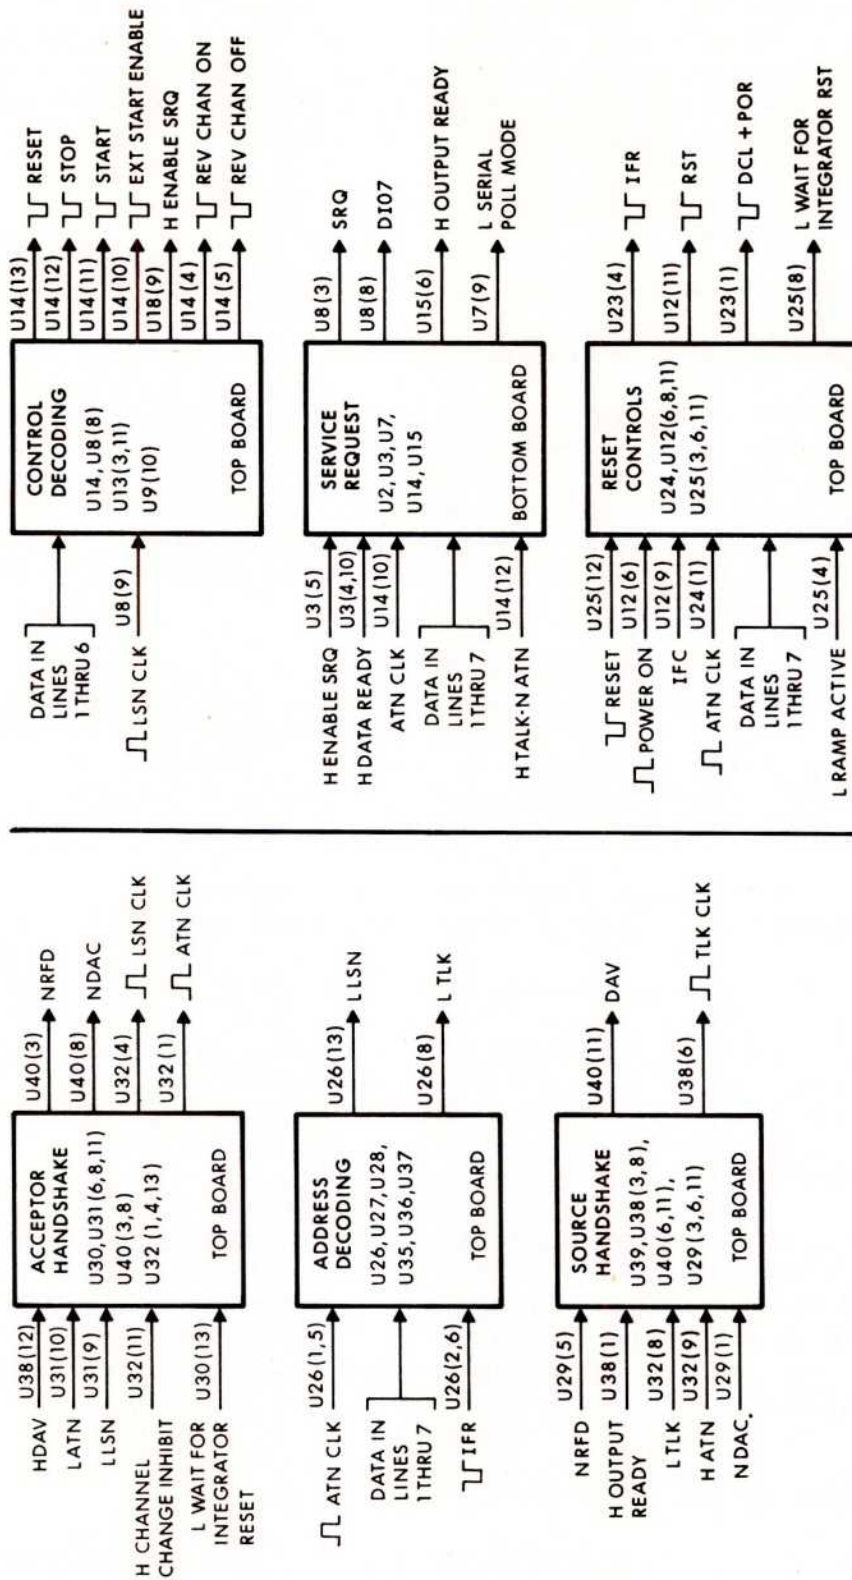 HDAV
U38(12)
LATN
U31(10)
LLSN
U31(9)
H CHANNEL
CHANGE INHIBIT
U32(11)
L WAIT FOR
INTEGRATOR
RESET
U30(13)
ACCEPTOR
HANDSHAKE
U30,U31(6,8,11)
U40(3,8)
U32(1,4,13)
TOP BOARD
U40(3)
NRFD
U40(8)
NDAC
U32(4)
LSN CLK
U32(1)
ATN CLK
ATN CLK
U26(1,5)
DATA IN
LINES
1 THRU 7
IFR
U26(2,6)
ADDRESS
DECODING
U26,U27,U28,
U35,U36,U37
TOP BOARD
U26(13)
LLSN
U26(8)
L TLK
NRFD
U29(5)
H OUTPUT
READY
U38(1)
LTLK
U32(8)
H ATN
U32(9)
NDAC.
U29(1)
SOURCE
HANDSHAKE
U39,U38(3,8),
U40(6,11),
U29(3,6,11)
TOP BOARD
U40(11)
DAV
U38(6)
TLK CLK
DATA IN
LINES
1 THRU 6
LSN CLK
U8(9)
CONTROL
DECODING
U14,U8(8)
U13(3,11)
U9(10)
TOP BOARD
U14(13)
RESET
U14(12)
STOP
U14(11)
START
U14(10)
EXT START ENABLE
U18(9)
H ENABLE SRQ
U14(4)
REV CHAN ON
U14(5)
REV CHAN OFF
H ENABLE SRQ
U3(5)
HDATA READY
U3(4,10)
ATN CLK
U14(10)
DATA IN
LINES
1 THRU 7
H TALK-N ATN
U14(12)
SERVICE
REQUEST
U2,U3,U7,
U14,U15
BOTTOM BOARD
U8(3)
SRQ
U8(8)
DI07
U15(6)
H OUTPUT READY
U7(9)
L SERIAL
POLL MODE
RESET
U25(12)
POWER ON
U12(6)
IFC
U12(9)
ATN CLK
U24(1)
DATA IN
LINES
1 THRU 7
L RAMP ACTIVE
U25(4)
RESET
CONTROLS
U24,U12(6,8,11)
U25(3,6,11)
TOP BOARD
U23(4)
IFR
U12(11)
RST
U23(1)
DCL+POR
U25(8)
L WAIT FOR
INTEGRATOR RST